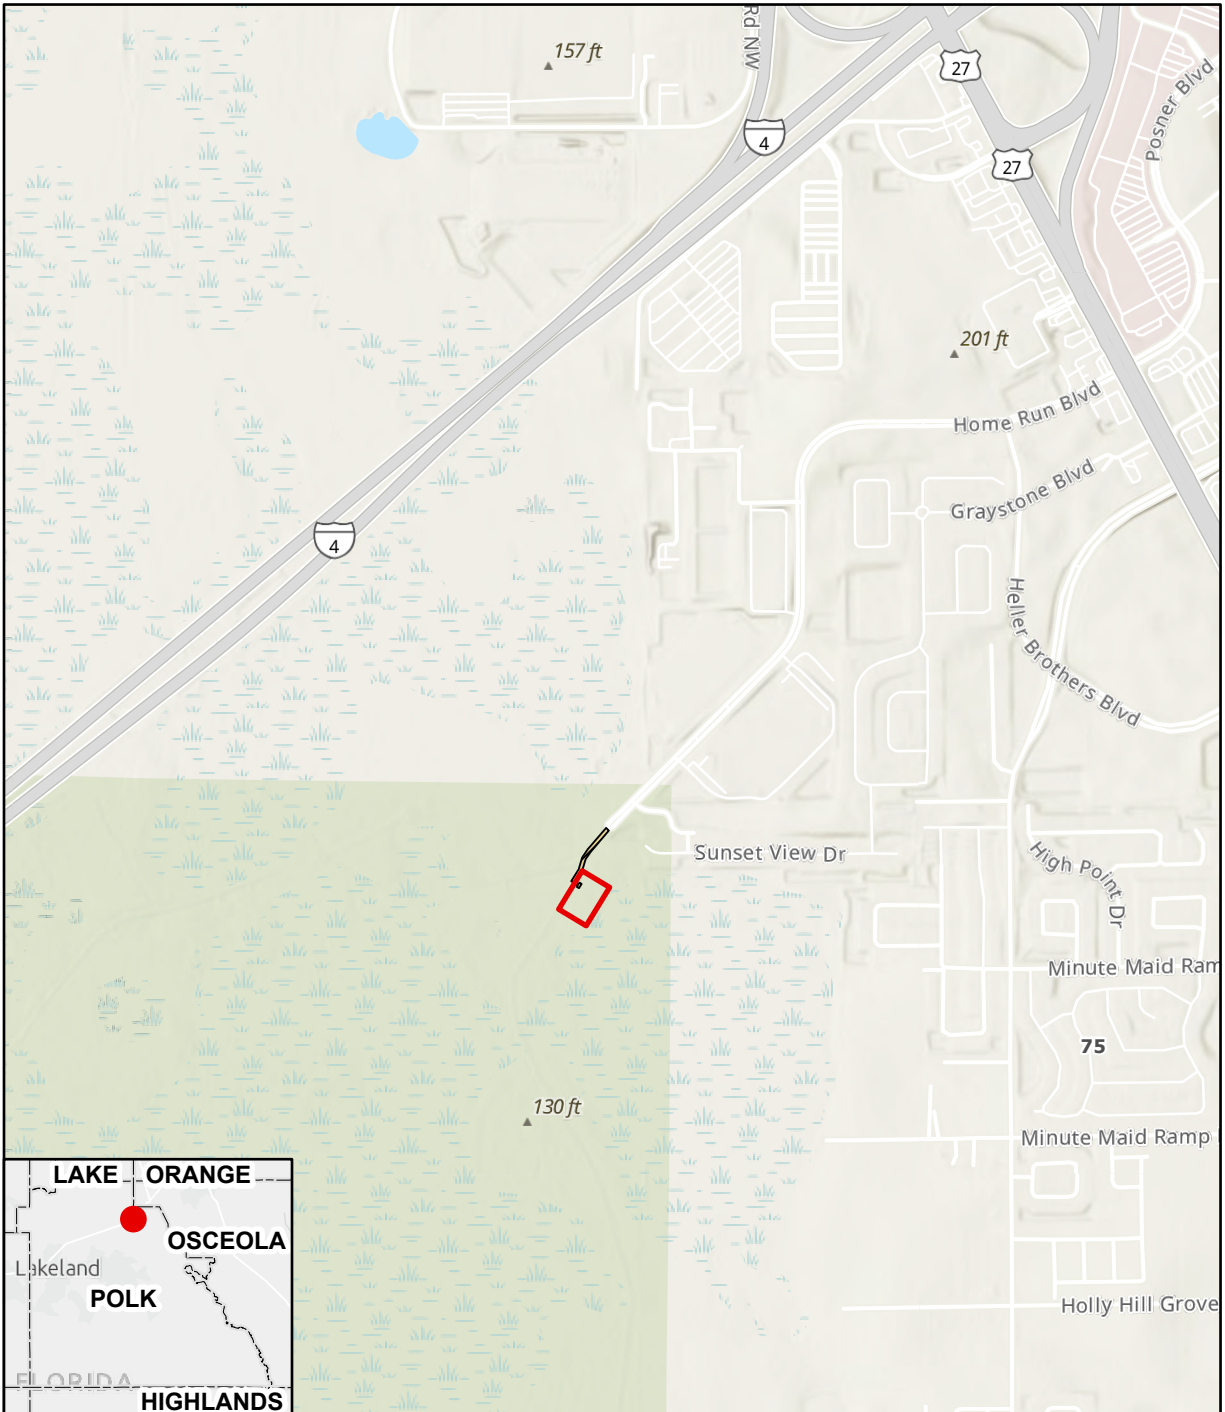 Rd NW
157 ft
27
Posner Blvd
4
27
201 ft
Home Run Blvd
Graystone Blvd
4
Heller Brothers Blvd
Sunset View Dr
High Point Dr
Minute Maid Ram
75
130 ft
Minute Maid Ramp
LAKE ORANGE
OSCEOLA
Lakeland
POLK
Holly Hill Grove
FLORIDA
HIGHLANDS